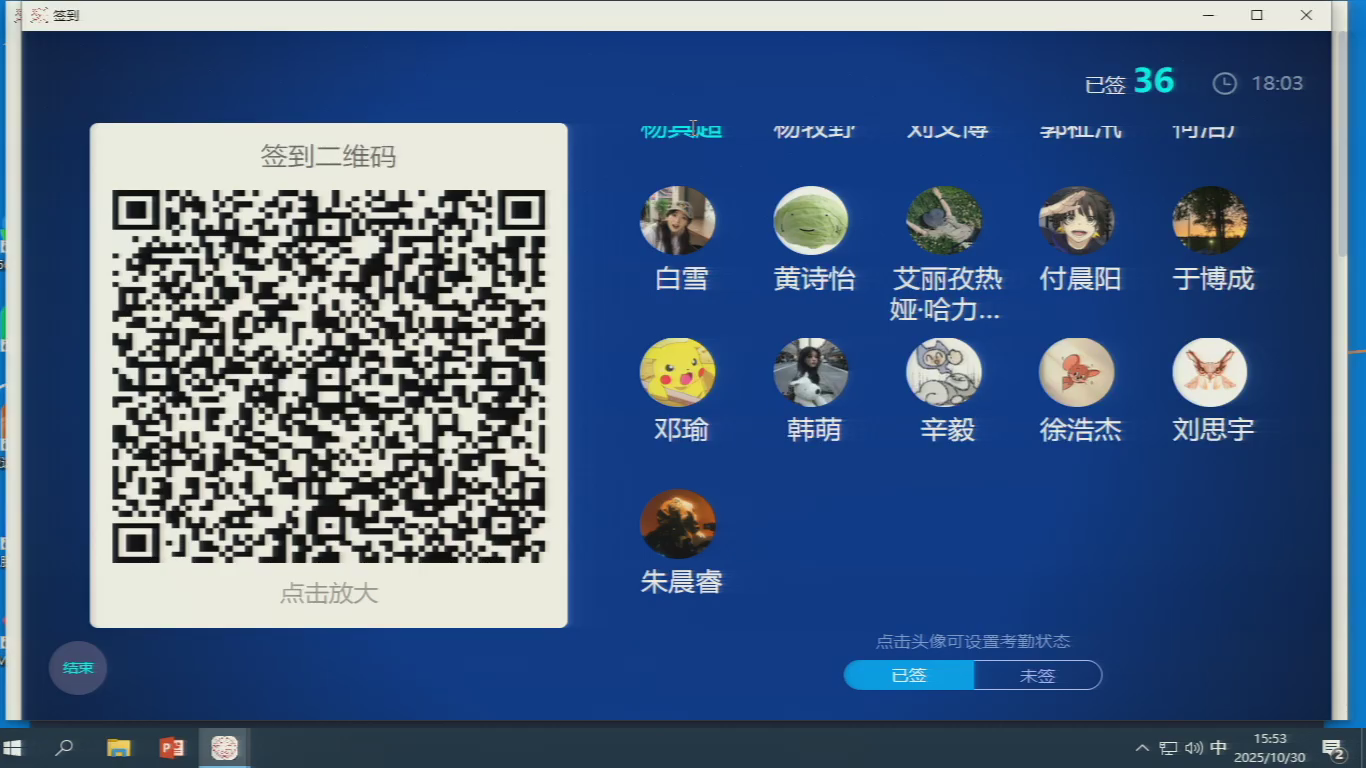 签到
已签 36 18:03
签到二维码
点击放大
白雪 黄诗怡 艾丽孜热娅·哈力... 付晨阳 于博成
邓瑜 韩萌 辛毅 徐浩杰 刘思宇
朱晨睿
点击头像可设置考勤状态
已签 未签
结束
中
15:53
2025/10/30
2